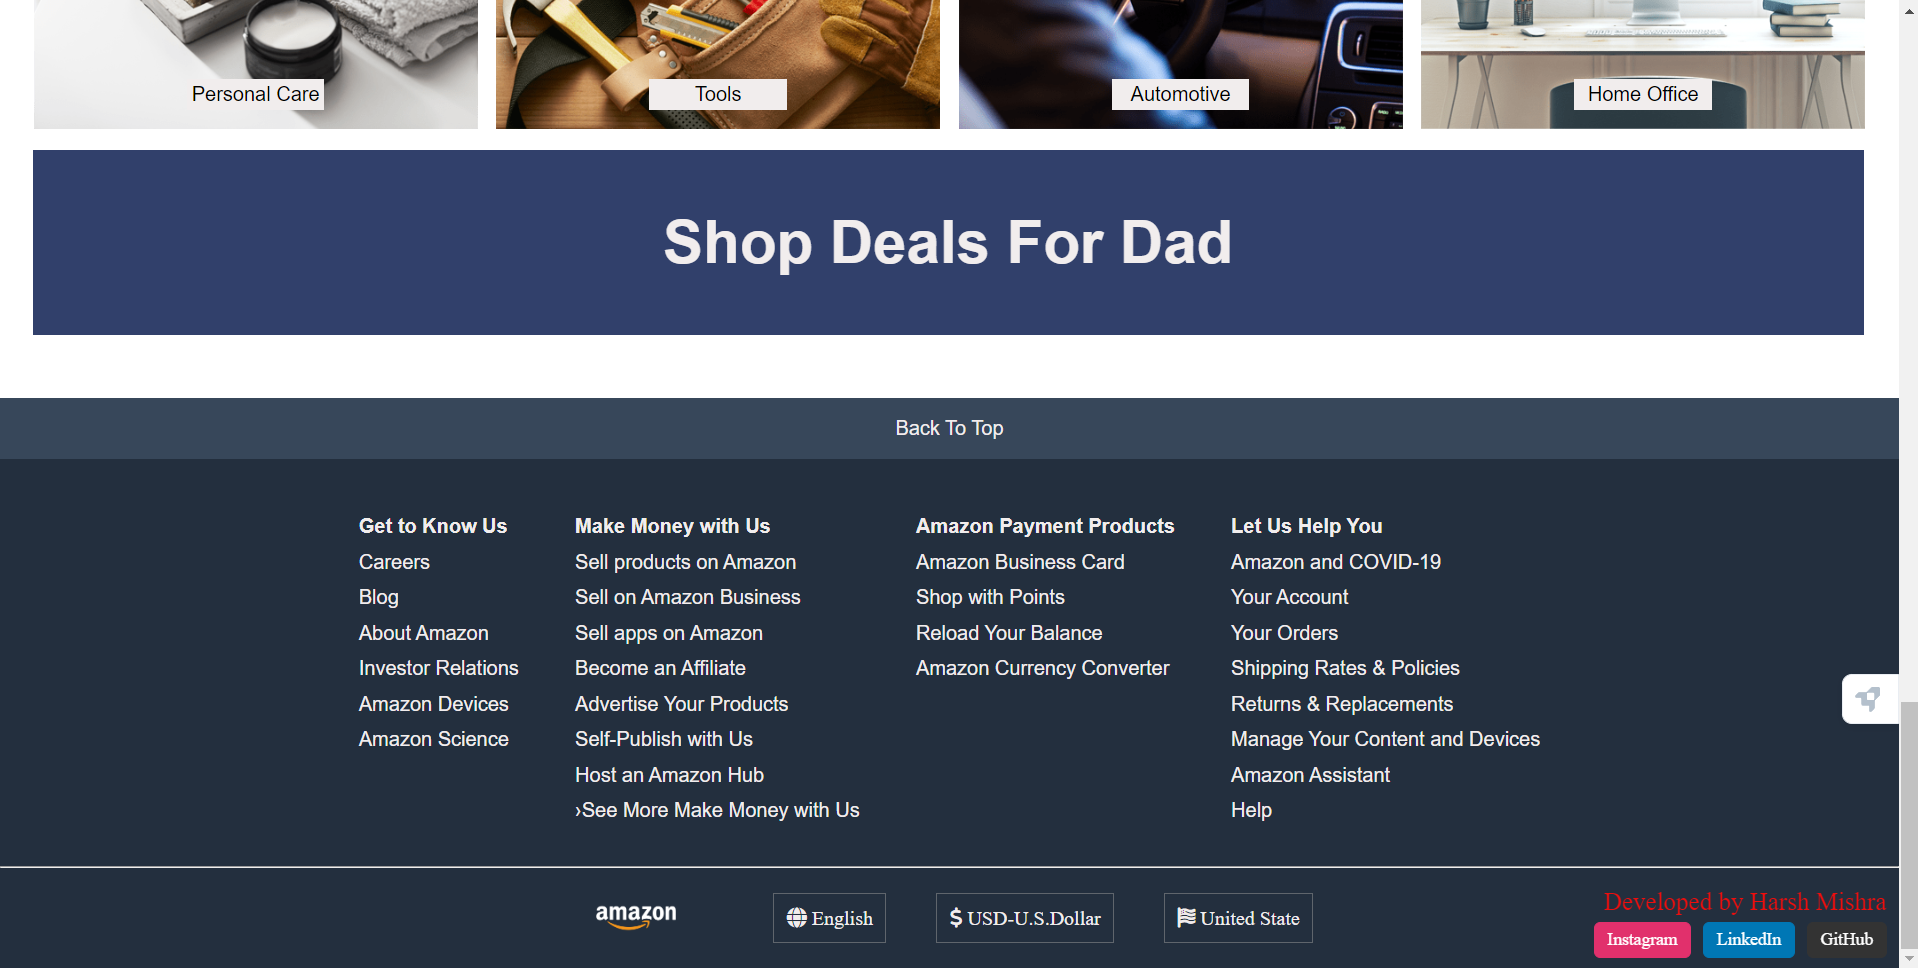 Personal Care
Tools
Automotive
Home Office
Shop Deals For Dad
Back To Top
Get to Know Us
Careers
Blog
About Amazon
Investor Relations
Amazon Devices
Amazon Science
Make Money with Us
Sell products on Amazon
Sell on Amazon Business
Sell apps on Amazon
Become an Affiliate
Advertise Your Products
Self-Publish with Us
Host an Amazon Hub
›See More Make Money with Us
Amazon Payment Products
Amazon Business Card
Shop with Points
Reload Your Balance
Amazon Currency Converter
Let Us Help You
Amazon and COVID-19
Your Account
Your Orders
Shipping Rates & Policies
Returns & Replacements
Manage Your Content and Devices
Amazon Assistant
Help
amazon
English
$ USD-U.S.Dollar
United State
Developed by Harsh Mishra
Instagram
LinkedIn
GitHub